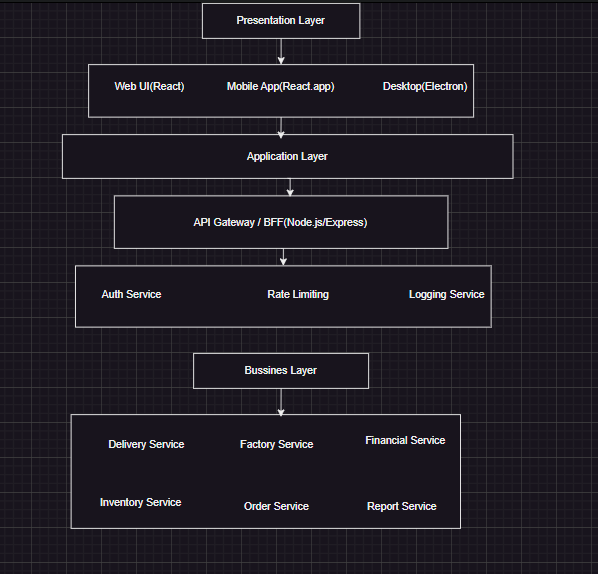 Presentation Layer
Web UI(React) Mobile App(React.app) Desktop(Electron)
Application Layer
API Gateway / BFF(Node.js/Express)
Auth Service Rate Limiting Logging Service
Bussines Layer
Delivery Service Factory Service Financial Service
Inventory Service Order Service Report Service